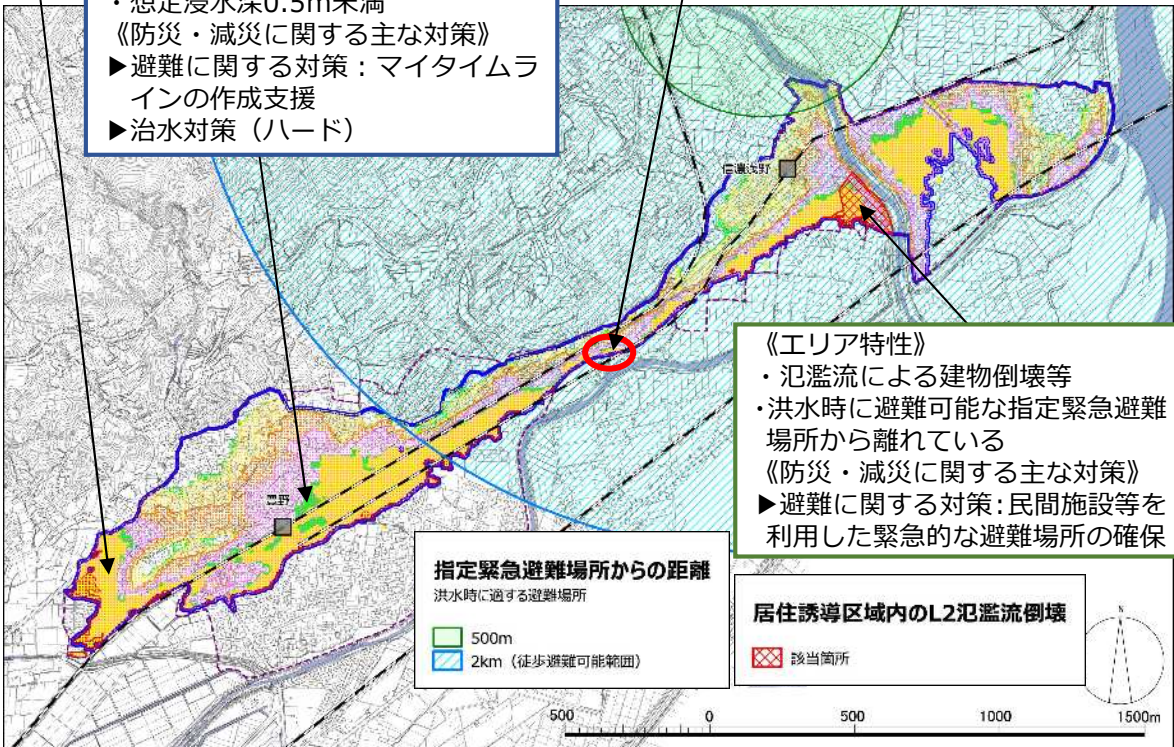 ・想定浸水深0.5m未満
《防災・減災に関する主な対策》
▶避難に関する対策：マイタイムラ
インの作成支援
▶治水対策（ハード）
信濃浅野
《エリア特性》
・氾濫流による建物倒壊等
・洪水時に避難可能な指定緊急避難
場所から離れている
《防災・減災に関する主な対策》
▶避難に関する対策：民間施設等を
利用した緊急的な避難場所の確保
豊野
指定緊急避難場所からの距離
洪水時に適する避難場所
500m
2km（徒歩避難可能範囲）
居住誘導区域内のL2氾濫流倒壊
該当箇所
N
500 0 500 1000 1500m